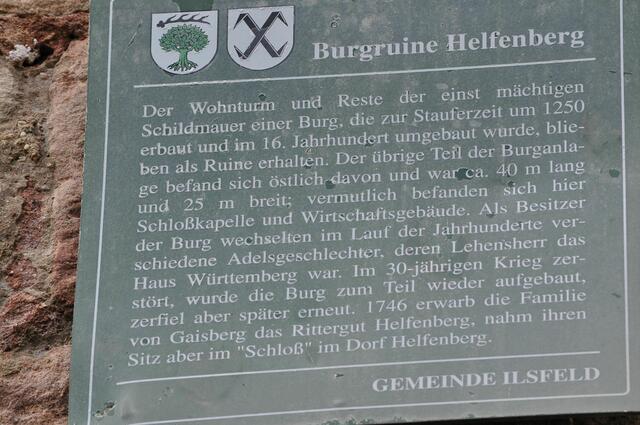 Burgruine Helfenberg
Der Wohnturm und Reste der einst mächtigen
Schildmauer einer Burg, die zur Stauferzeit um 1250
erbaut und im 16. Jahrhundert umgebaut wurde, blie-
ben als Ruine erhalten. Der übrige Teil der Burganla-
ge befand sich östlich davon und war ca. 40 m lang
und 25 m breit; vermutlich befanden sich hier
Schloßkapelle und Wirtschaftsgebäude. Als Besitzer
der Burg wechselten im Lauf der Jahrhunderte ver-
schiedene Adelsgeschlechter, deren Lehensherr das
Haus Württemberg war. Im 30-jährigen Krieg zer-
stört, wurde die Burg zum Teil wieder aufgebaut,
zerfiel aber später erneut. 1746 erwarb die Familie
von Gaisberg das Rittergut Helfenberg, nahm ihren
Sitz aber im "Schloß" im Dorf Helfenberg.
GEMEINDE ILSFELD